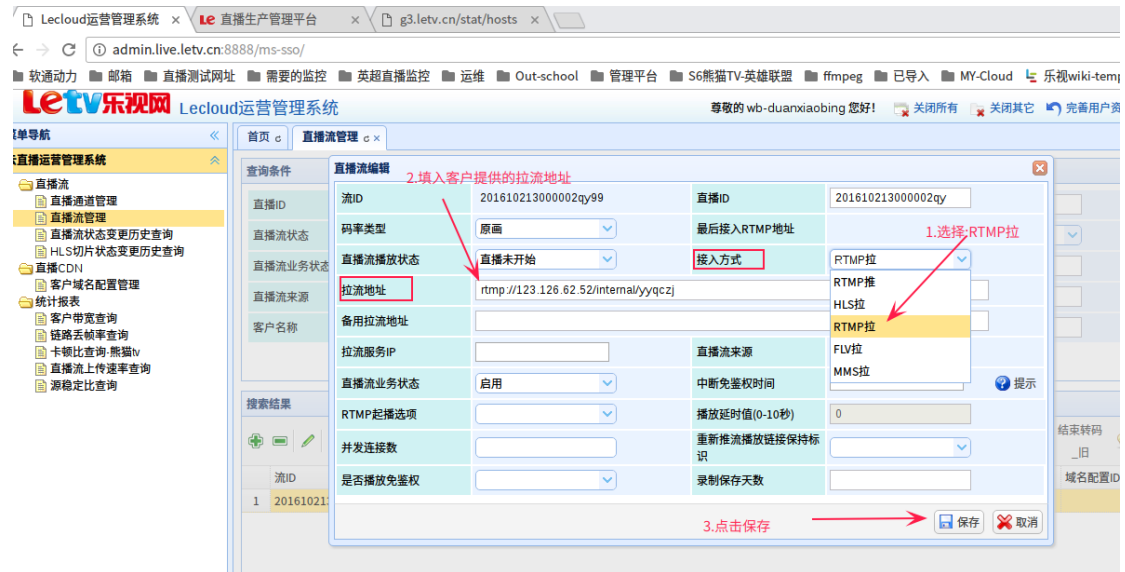 Lecloud运营管理系统 ×
Le 直播生产管理平台 ×
g3.letv.cn/stat/hosts ×
admin.live.letv.cn:8888/ms-sso/
软通动力 邮箱 直播测试网址 需要的监控 英超直播监控 运维 Out-school 管理平台 S6熊猫TV-英雄联盟 ffmpeg 已导入 MY-Cloud 乐视wiki-temp
Letv乐视网 Lecloud运营管理系统
尊敬的 wb-duanxiaobing 您好! 关闭所有 关闭其它 完善用户资
菜单导航
首页 直播流管理
云直播运营管理系统
直播流
直播通道管理
直播流管理
直播流状态变更历史查询
HLS切片状态变更历史查询
直播CDN
客户域名配置管理
统计报表
客户带宽查询
链路丢帧率查询
卡顿比查询-熊猫tv
直播流上传速率查询
源稳定比查询
查询条件
直播ID
直播流状态
直播流业务状态
直播流来源
客户名称
搜索结果
流ID
1 20161021
结束转码
_旧
域名配置ID
直播流编辑
2.填入客户提供的拉流地址
流ID 201610213000002qy99 直播ID 201610213000002qy
码率类型 原画 最后接入RTMP地址
1.选择:RTMP拉
直播流播放状态 直播未开始 接入方式 RTMP拉
RTMP推
HLS拉
RTMP拉
FLV拉
MMS拉
拉流地址 rtmp://123.126.62.52/internal/yyqczj
备用拉流地址
拉流服务IP 直播流来源
直播流业务状态 启用 中断免鉴权时间 提示
RTMP起播选项 播放延时值(0-10秒) 0
并发连接数 重新推流播放链接保持标
识
是否播放免鉴权 录制保存天数
3.点击保存
保存 取消